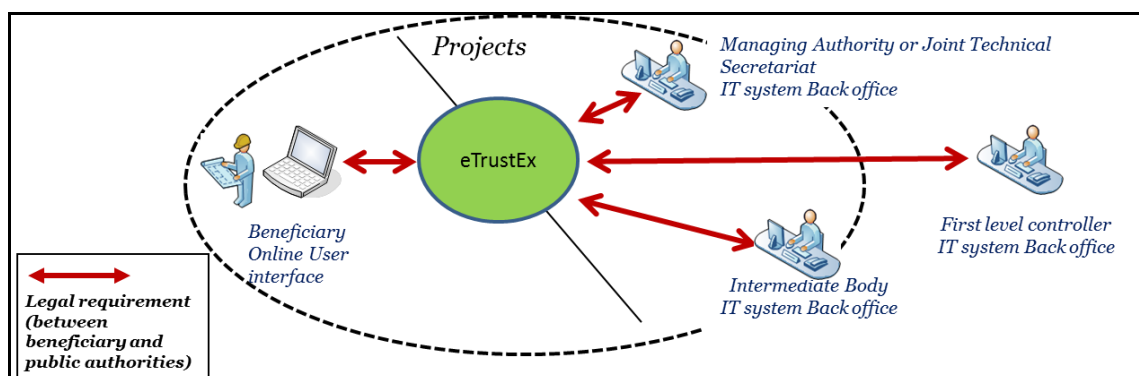 Projects
Managing Authority or Joint Technical
Secretariat
IT system Back office
eTrustEx
Beneficiary
Online User
interface
First level controller
IT system Back office
Intermediate Body
IT system Back office
Legal requirement
(between
beneficiary and
public authorities)